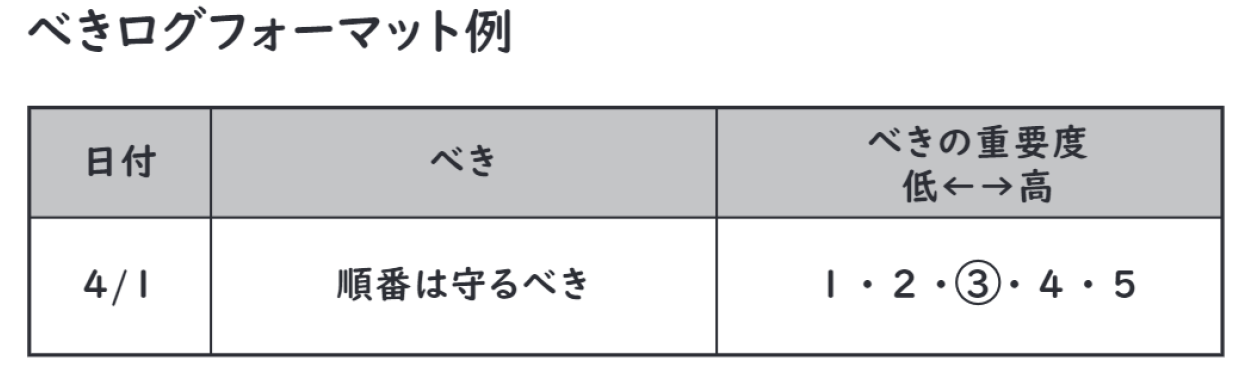 べきログフォーマット例
日付
べき
べきの重要度
低←→高
4/1
順番は守るべき
1・2・③・4・5